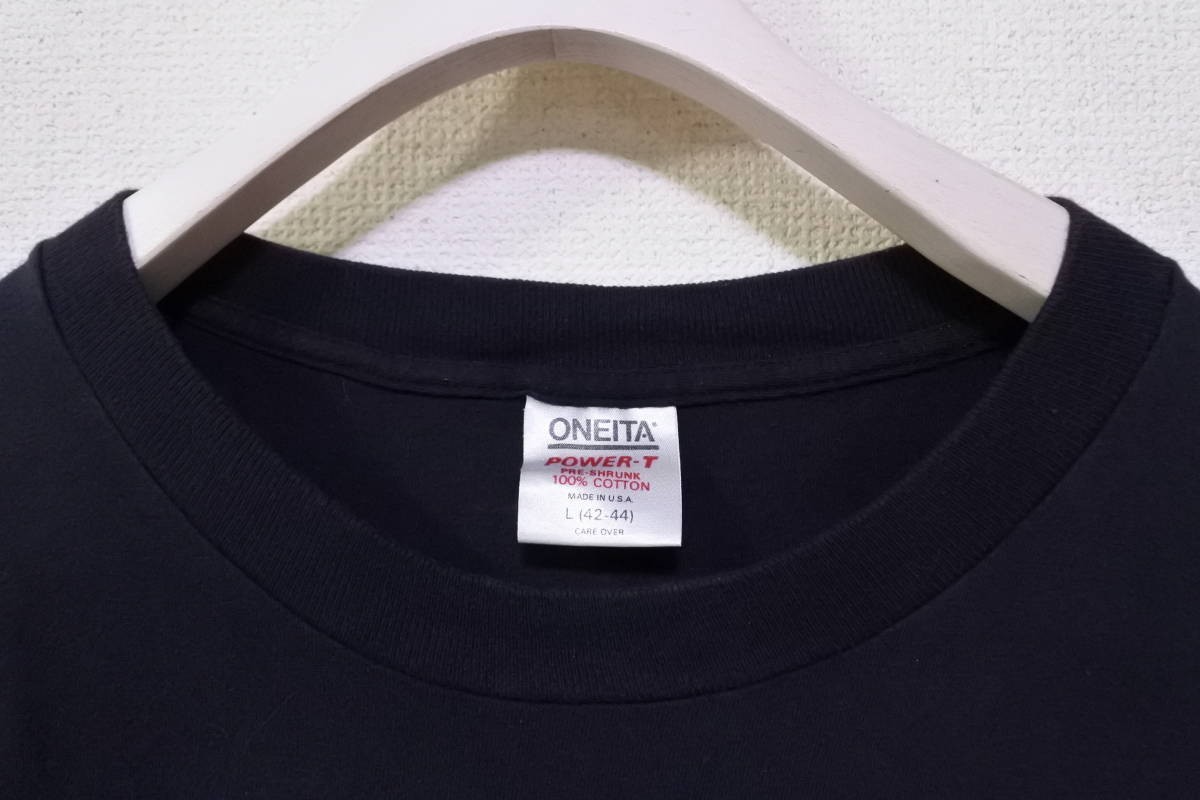 ONEITA®
POWER-T
PRE-SHRUNK
100% COTTON
MADE IN U.S.A.
L (42-44)
CARE OVER